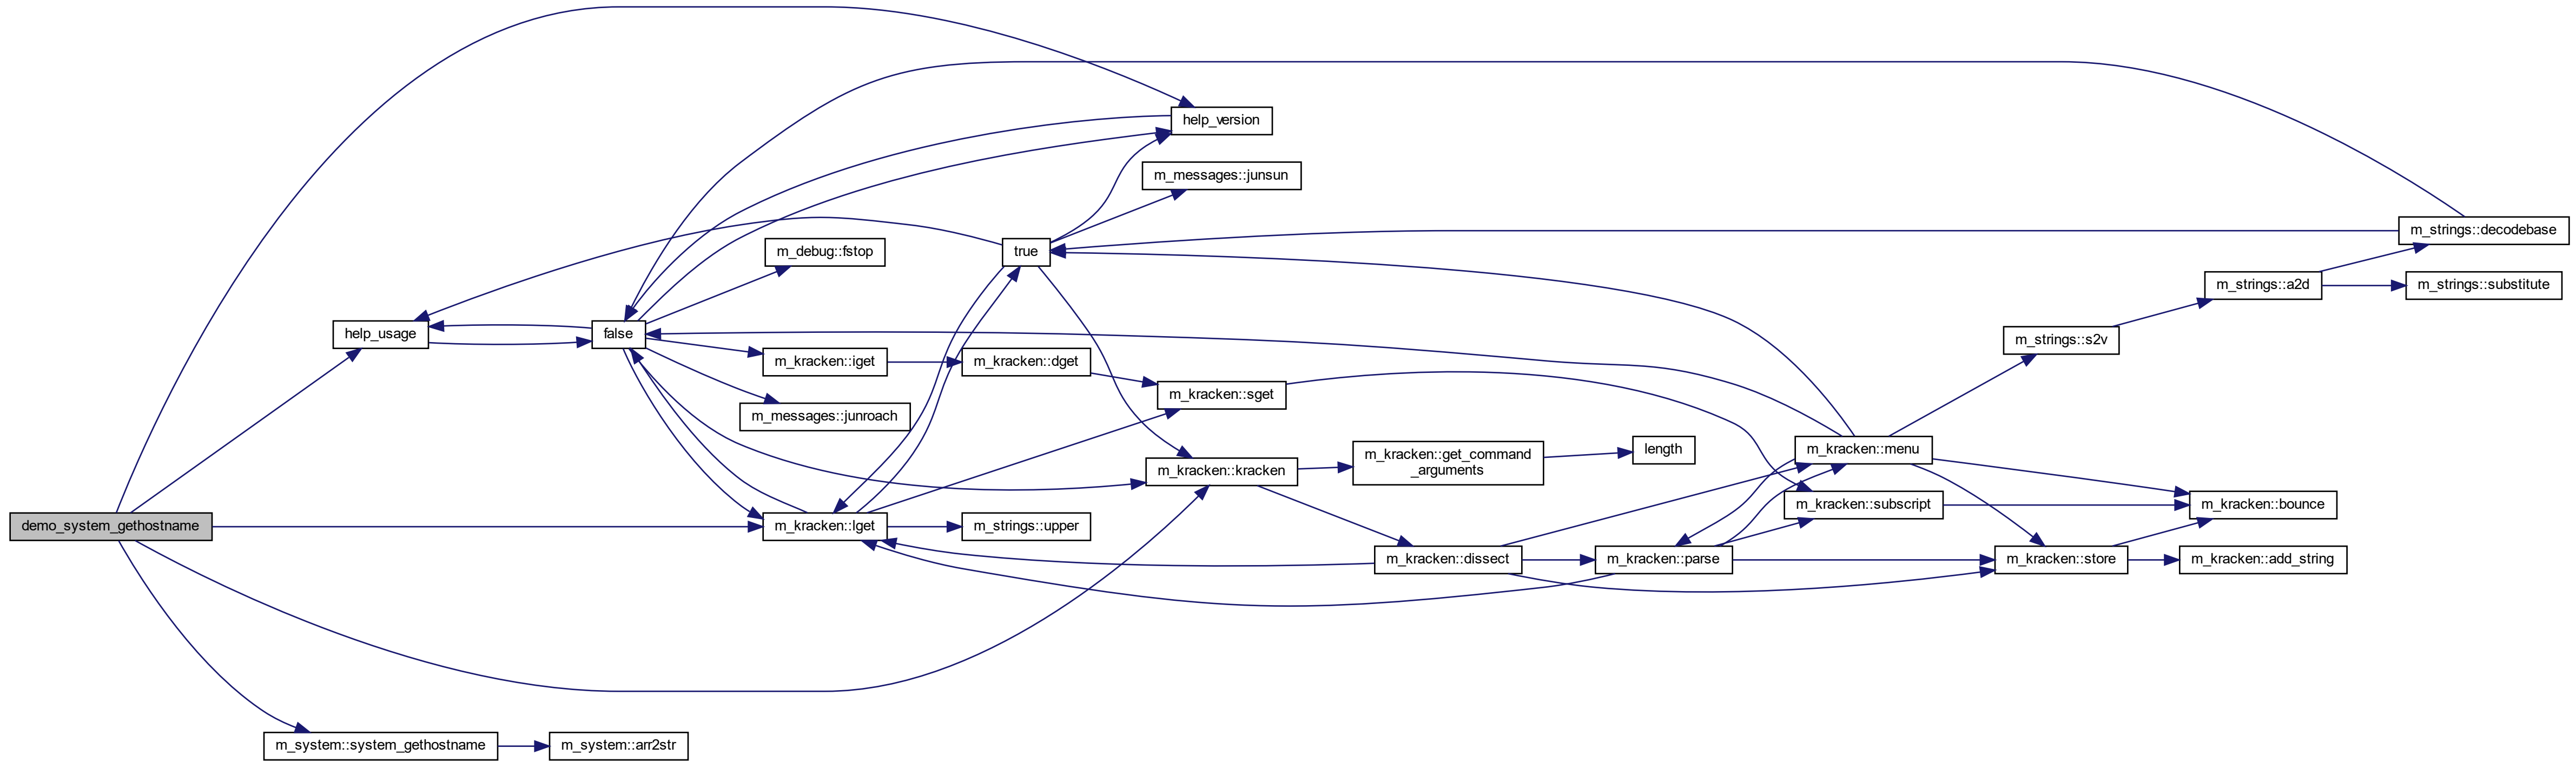 help_version
m_messages::junsun
m_strings::decodebase
m_debug::fstop
true
m_strings::a2d
m_strings::substitute
help_usage
false
m_strings::s2v
m_kracken::iget
m_kracken::dget
m_kracken::sget
m_messages::junroach
m_kracken::menu
m_kracken::kracken
m_kracken::get_command
_arguments
length
demo_system_gethostname
m_kracken::lget
m_strings::upper
m_kracken::subscript
m_kracken::bounce
m_kracken::dissect
m_kracken::parse
m_kracken::store
m_kracken::add_string
m_system::system_gethostname
m_system::arr2str